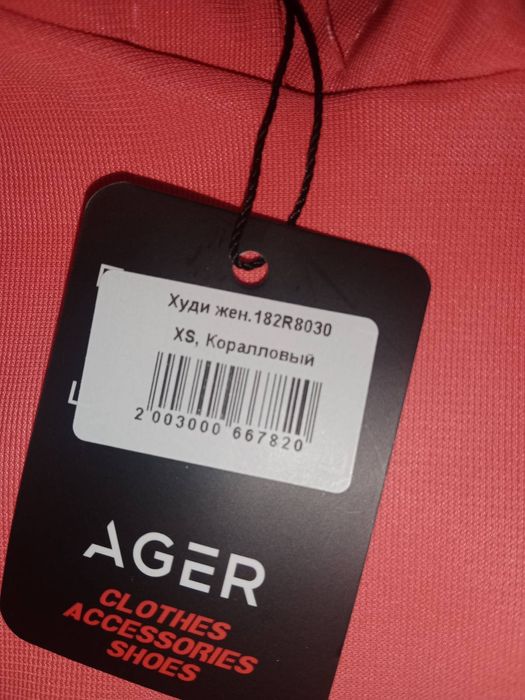 Худи жен.182R8030
XS, Коралловый
2 003000 667820
AGER
CLOTHES
ACCESSORIES
SHOES